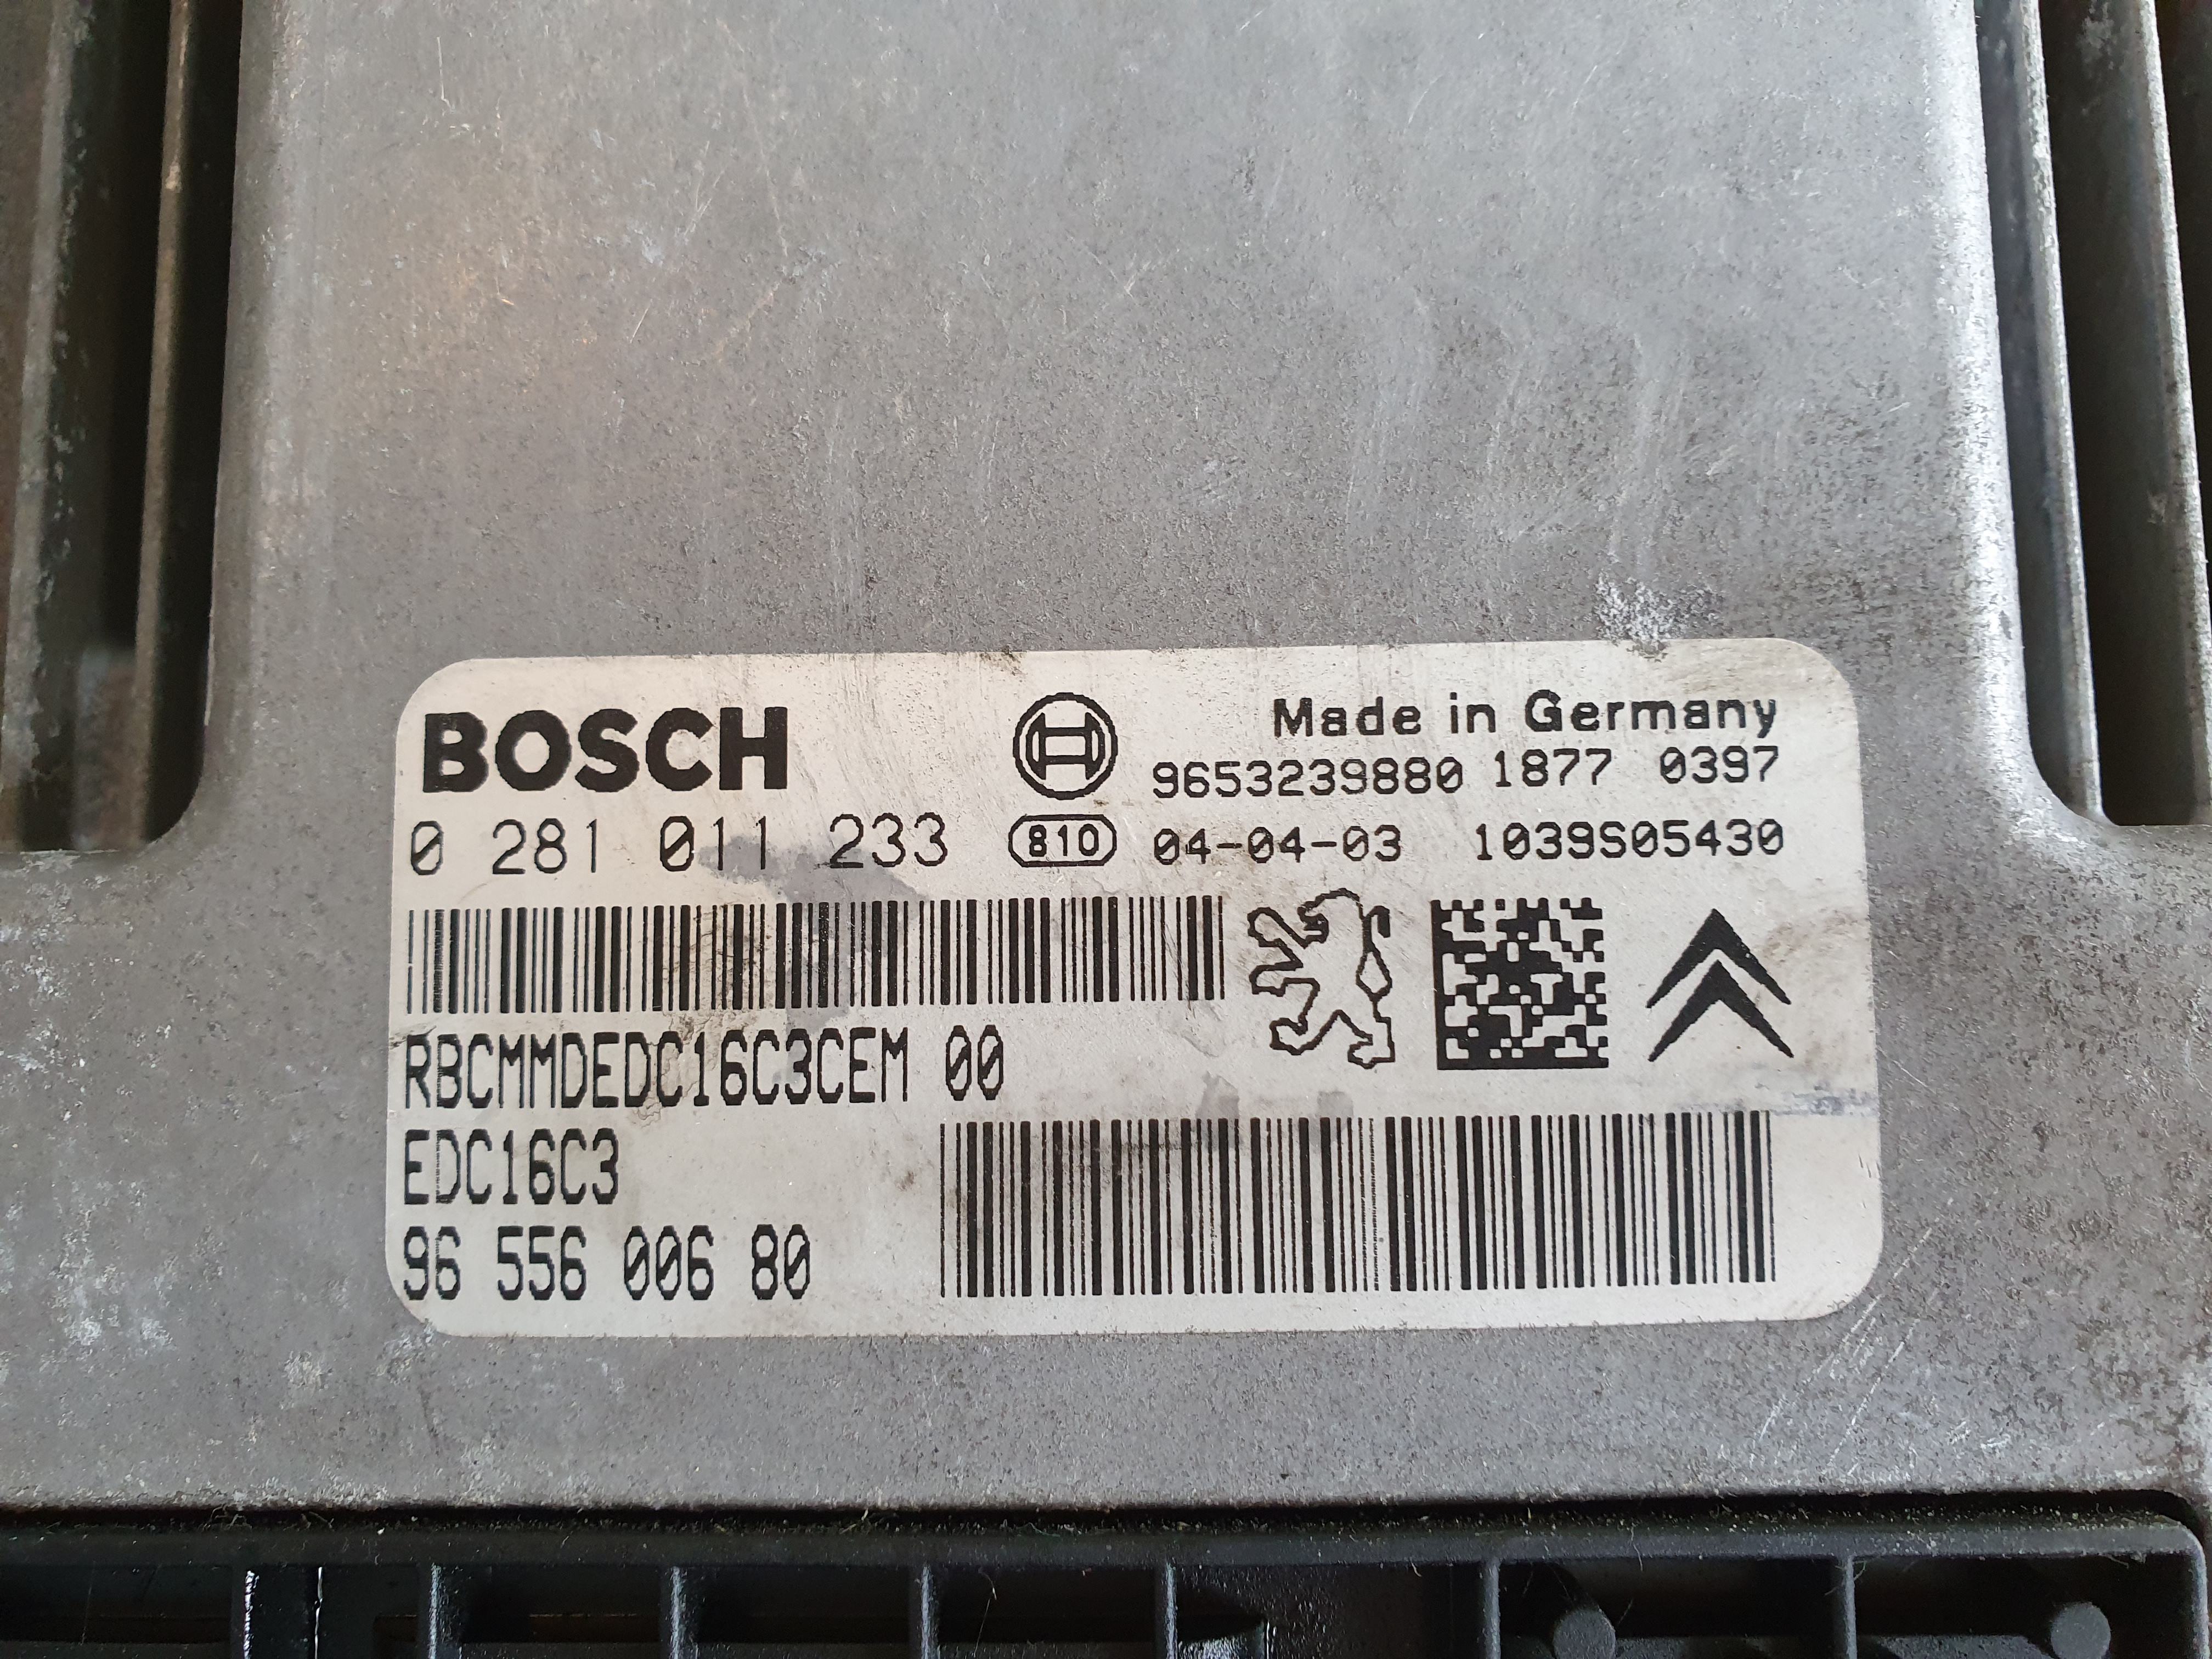 BOSCH
Made in Germany
9653239880 1877 0397
0 281 011 233
810 04-04-03 1039S05430
RBCMMDEDC16C3CEM 00
EDC16C3
96 556 006 80